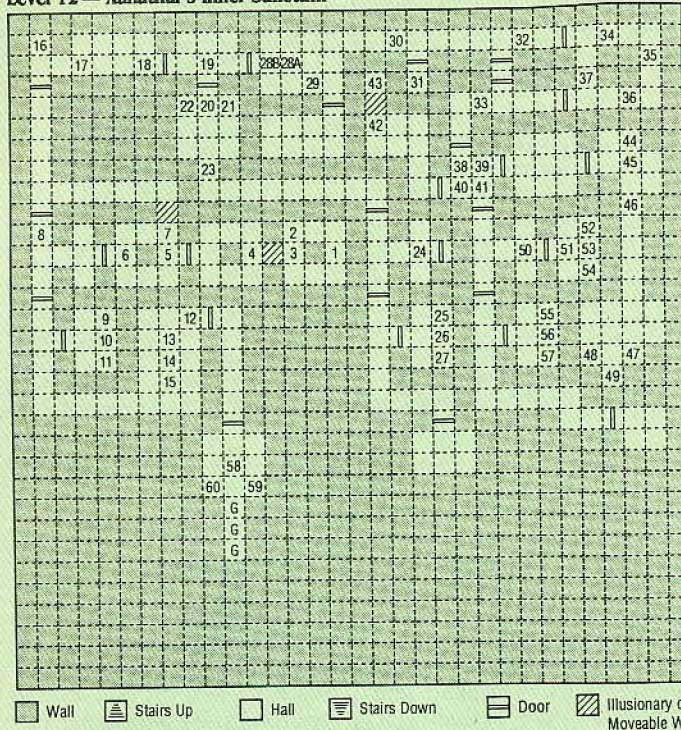 Level 12 — Xanathar's Inner Sanctum
30 32 34
16
17 18 19 28B 28A 35
29 43 31 37
22 20 21 33 36
42
44
38 39 45
23
40 41
46
8 7 2 52
6 5 4 3 1 24 50 51 53
54
9 12 25 55
10 13 26 56
11 14 27 57 48 47
15 49
58
60 59
G
G
G
Wall Stairs Up Hall Stairs Down Door Illusionary
Moveable